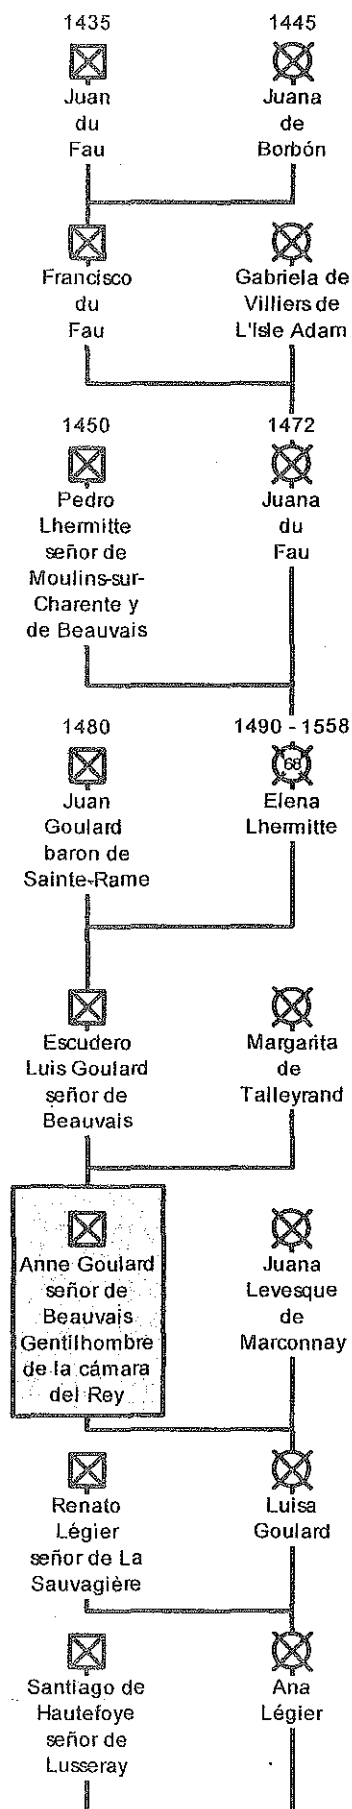 1435
1445
Juan
du
Fau
Juana
de
Borbón
Francisco
du
Fau
Gabriela de
Villiers de
L'Isle Adam
1450
1472
Pedro
Lhermitte
señor de
Moulins-sur-
Charente y
de Beauvais
Juana
du
Fau
1480
1490 - 1558
68
Juan
Goulard
baron de
Sainte-Rame
Elena
Lhermitte
Escudero
Luis Goulard
señor de
Beauvais
Margarita
de
Talleyrand
Anne Goulard
señor de
Beauvais
Gentilhombre
de la cámara
del Rey
Juana
Levesque
de
Marconnay
Renato
Légier
señor de La
Sauvagière
Luisa
Goulard
Santiago de
Hautefoye
señor de
Lusseray
Ana
Légier